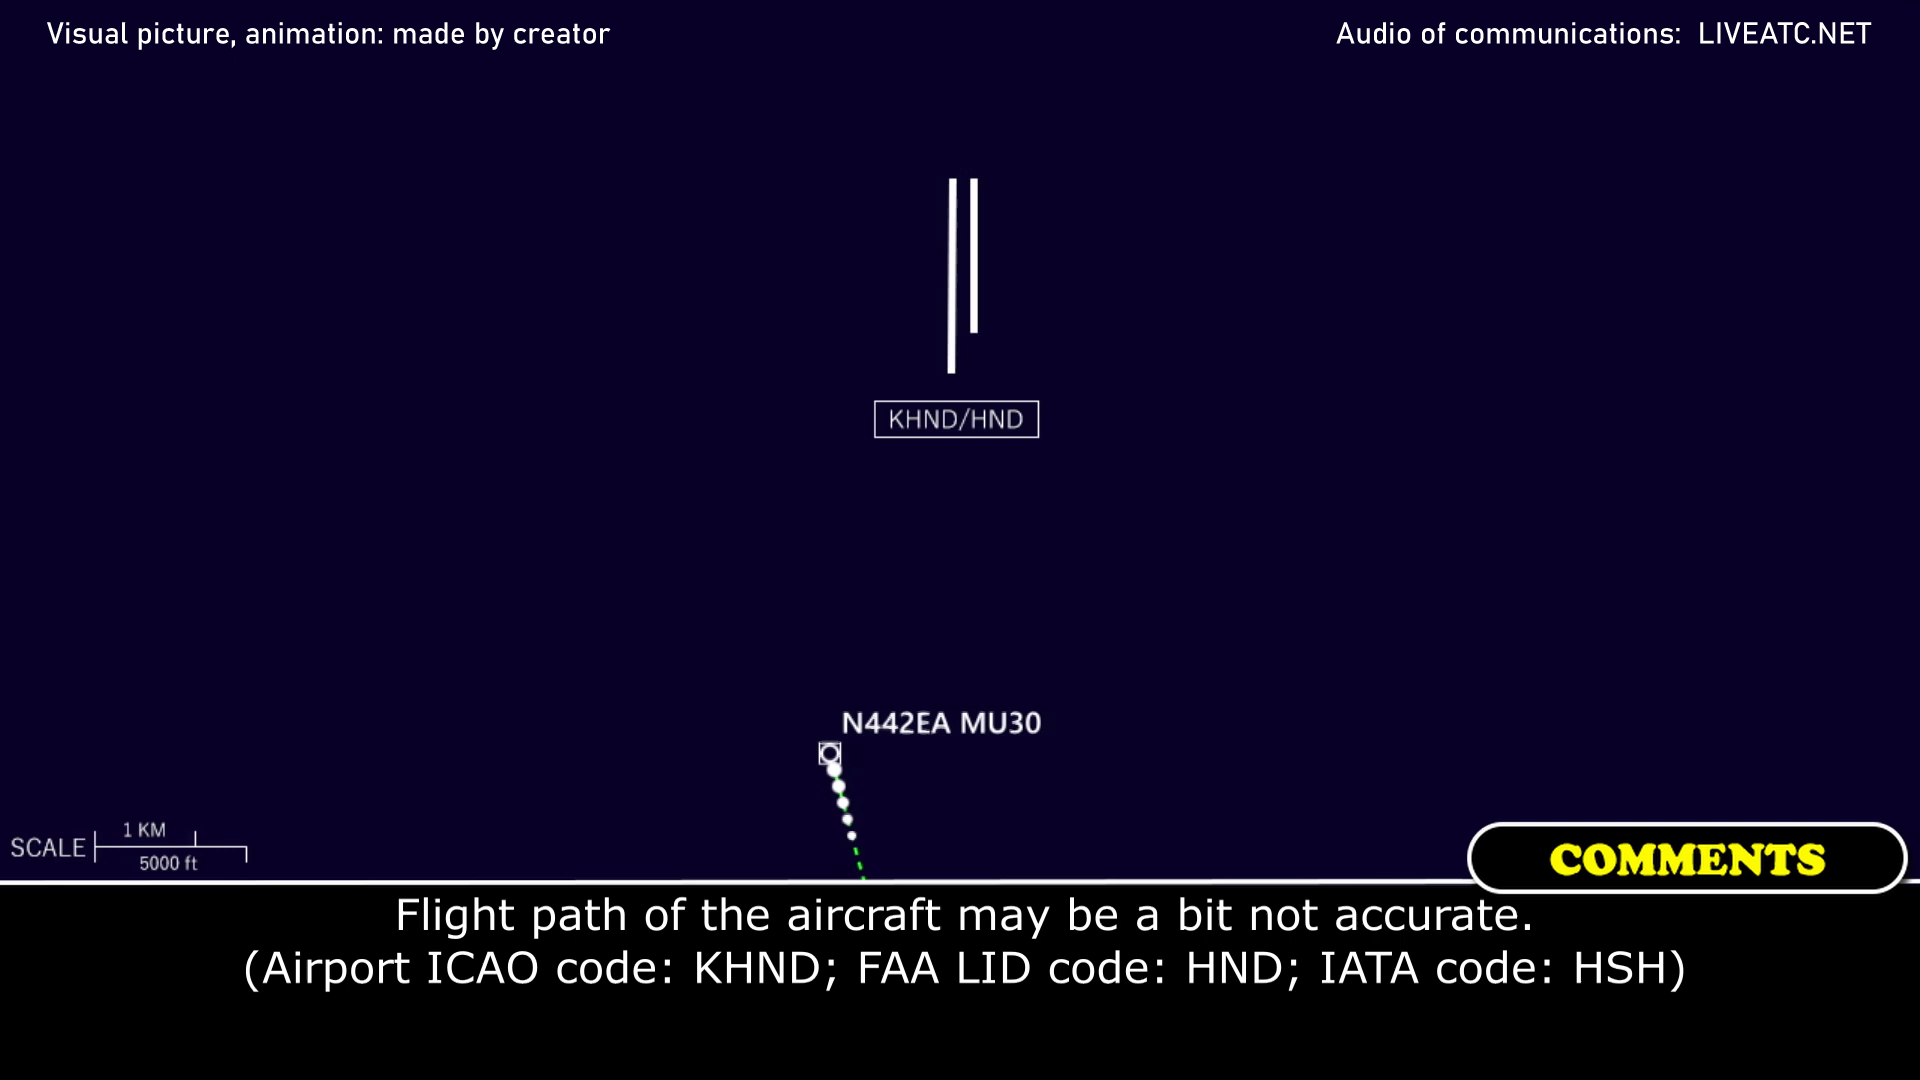 Visual picture, animation: made by creator
Audio of communications: LIVEATC.NET
KHND/HND
N442EA MU30
SCALE
1 KM
5000 ft
COMMENTS
Flight path of the aircraft may be a bit not accurate.
(Airport ICAO code: KHND; FAA LID code: HND; IATA code: HSH)